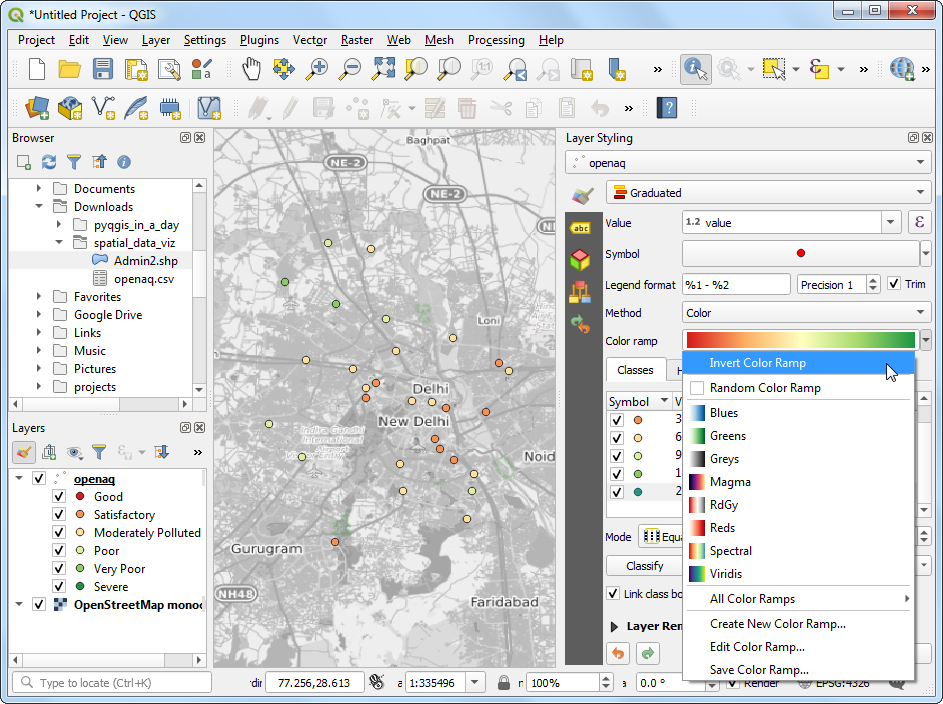 *Untitled Project - QGIS
Project Edit View Layer Settings Plugins Vector Raster Web Mesh Processing Help
Browser
Documents
Downloads
pyqgis_in_a_day
spatial_data_viz
Admin2.shp
openaq.csv
Favorites
Google Drive
Links
Music
Pictures
projects
Layers
openaq
Good
Satisfactory
Moderately Polluted
Poor
Very Poor
Severe
OpenStreetMap monoc
Baghpat
NE-2
NE-2
Loni
Delhi
New Delhi
Indira Gandhi
International
Noid
Gurugram
NH48
Faridabad
Layer Styling
openaq
Graduated
Value 1.2 value ε
Symbol
Legend format %1 - %2 Precision 1 Trim
Method Color
Color ramp
Classes H
Symbol V
3
6
9
1
2
Mode Equa
Classify
Link class bo
Layer Ren
Invert Color Ramp
Random Color Ramp
Blues
Greens
Greys
Magma
RdGy
Reds
Spectral
Viridis
All Color Ramps
Create New Color Ramp...
Edit Color Ramp...
Save Color Ramp...
Type to locate (Ctrl+K) dir 77.256,28.613 a 1:335496 100% a 0.0 ° Render EPSG:4326